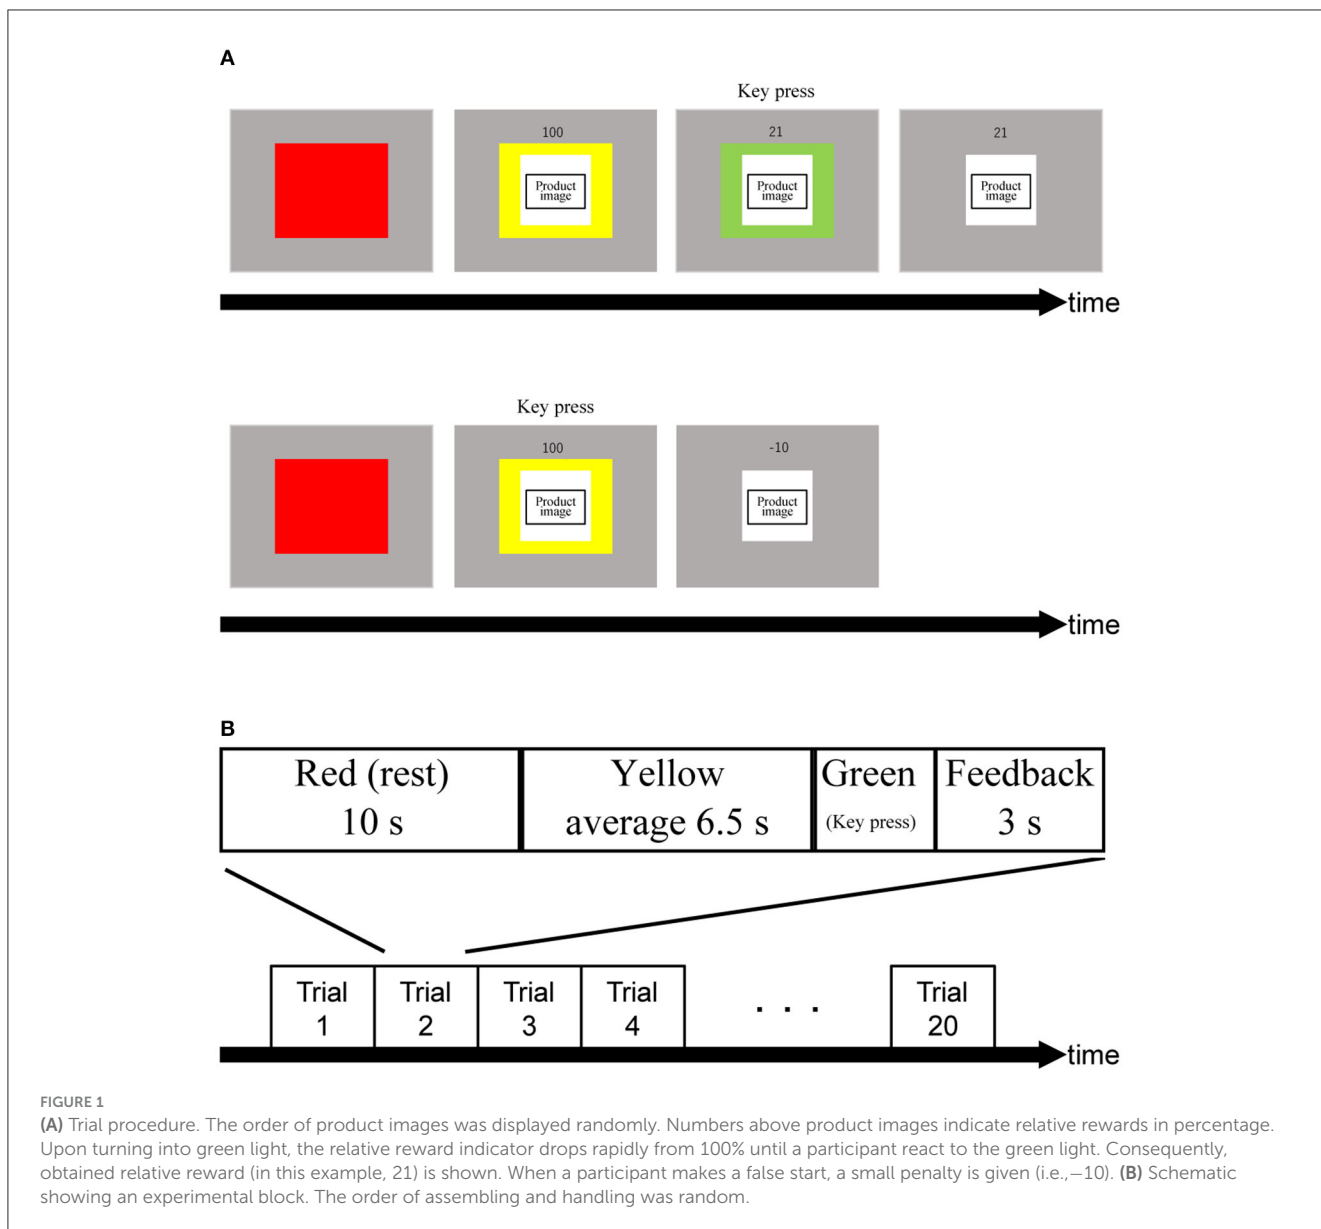 A
Key press
100
21
21
Product
image
Product
image
Product
image
time
Key press
100
-10
Product
image
Product
image
time
B
Red (rest)
10 s
Yellow
average 6.5 s
Green
(Key press)
Feedback
3 s
Trial
1
Trial
2
Trial
3
Trial
4
. . .
Trial
20
time
FIGURE 1
(A) Trial procedure. The order of product images was displayed randomly. Numbers above product images indicate relative rewards in percentage.
Upon turning into green light, the relative reward indicator drops rapidly from 100% until a participant react to the green light. Consequently,
obtained relative reward (in this example, 21) is shown. When a participant makes a false start, a small penalty is given (i.e.,−10). (B) Schematic
showing an experimental block. The order of assembling and handling was random.